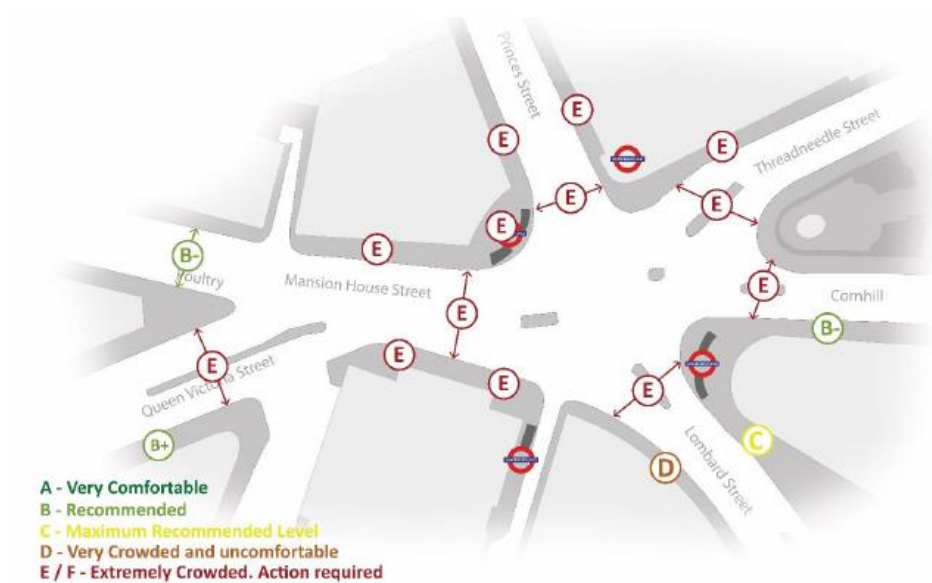 Princes Street
E
E
E
Threadneedle Street
E
E
E
E
B-
Poultry
Mansion House Street
E
E
Cornhill
B-
E
E
E
E
E
Queen Victoria Street
B+
C
D
Lombard Street
A - Very Comfortable
B - Recommended
C - Maximum Recommended Level
D - Very Crowded and uncomfortable
E / F - Extremely Crowded. Action required